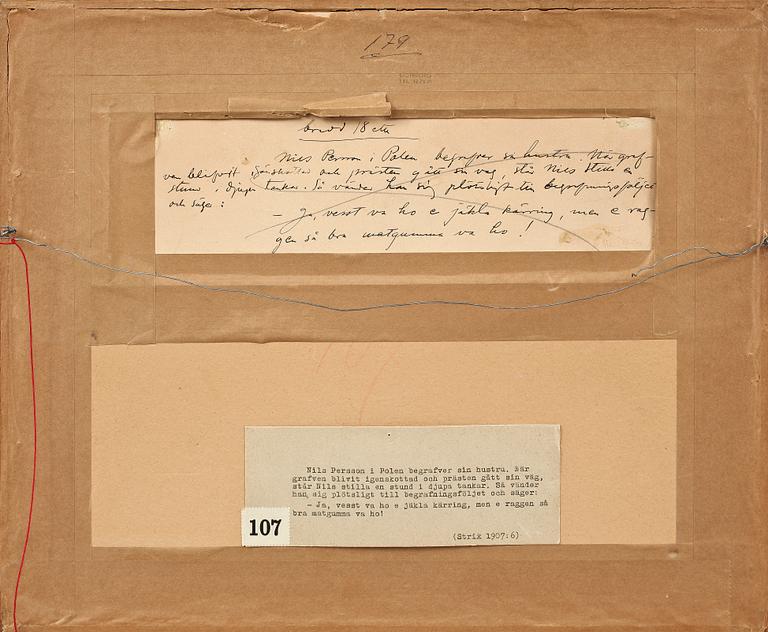 179
bredd 18 ctm
Nils Persson i Polen begrafver sin hustru. När graf-
ven blifvit igenskottad och prästen gått sin väg, står Nils stilla en
stund i djupa tankar. Så vänder han sig plötsligt till begrafningsföljet
och säger:
– Ja, vesst va ho e jäkla kärring, men e rag-
gen så bra matgumma va ho!
Nils Persson i Polen begrafver sin hustru. När
grafven blivit igenskottad och prästen gått sin väg,
står Nils stilla en stund i djupa tankar. Så vänder
han sig plötsligt till begrafningsföljet och säger:
– Ja, vesst va ho e jäkla kärring, men e raggen så
bra matgumma va ho!
107
(Strix 1907:6)